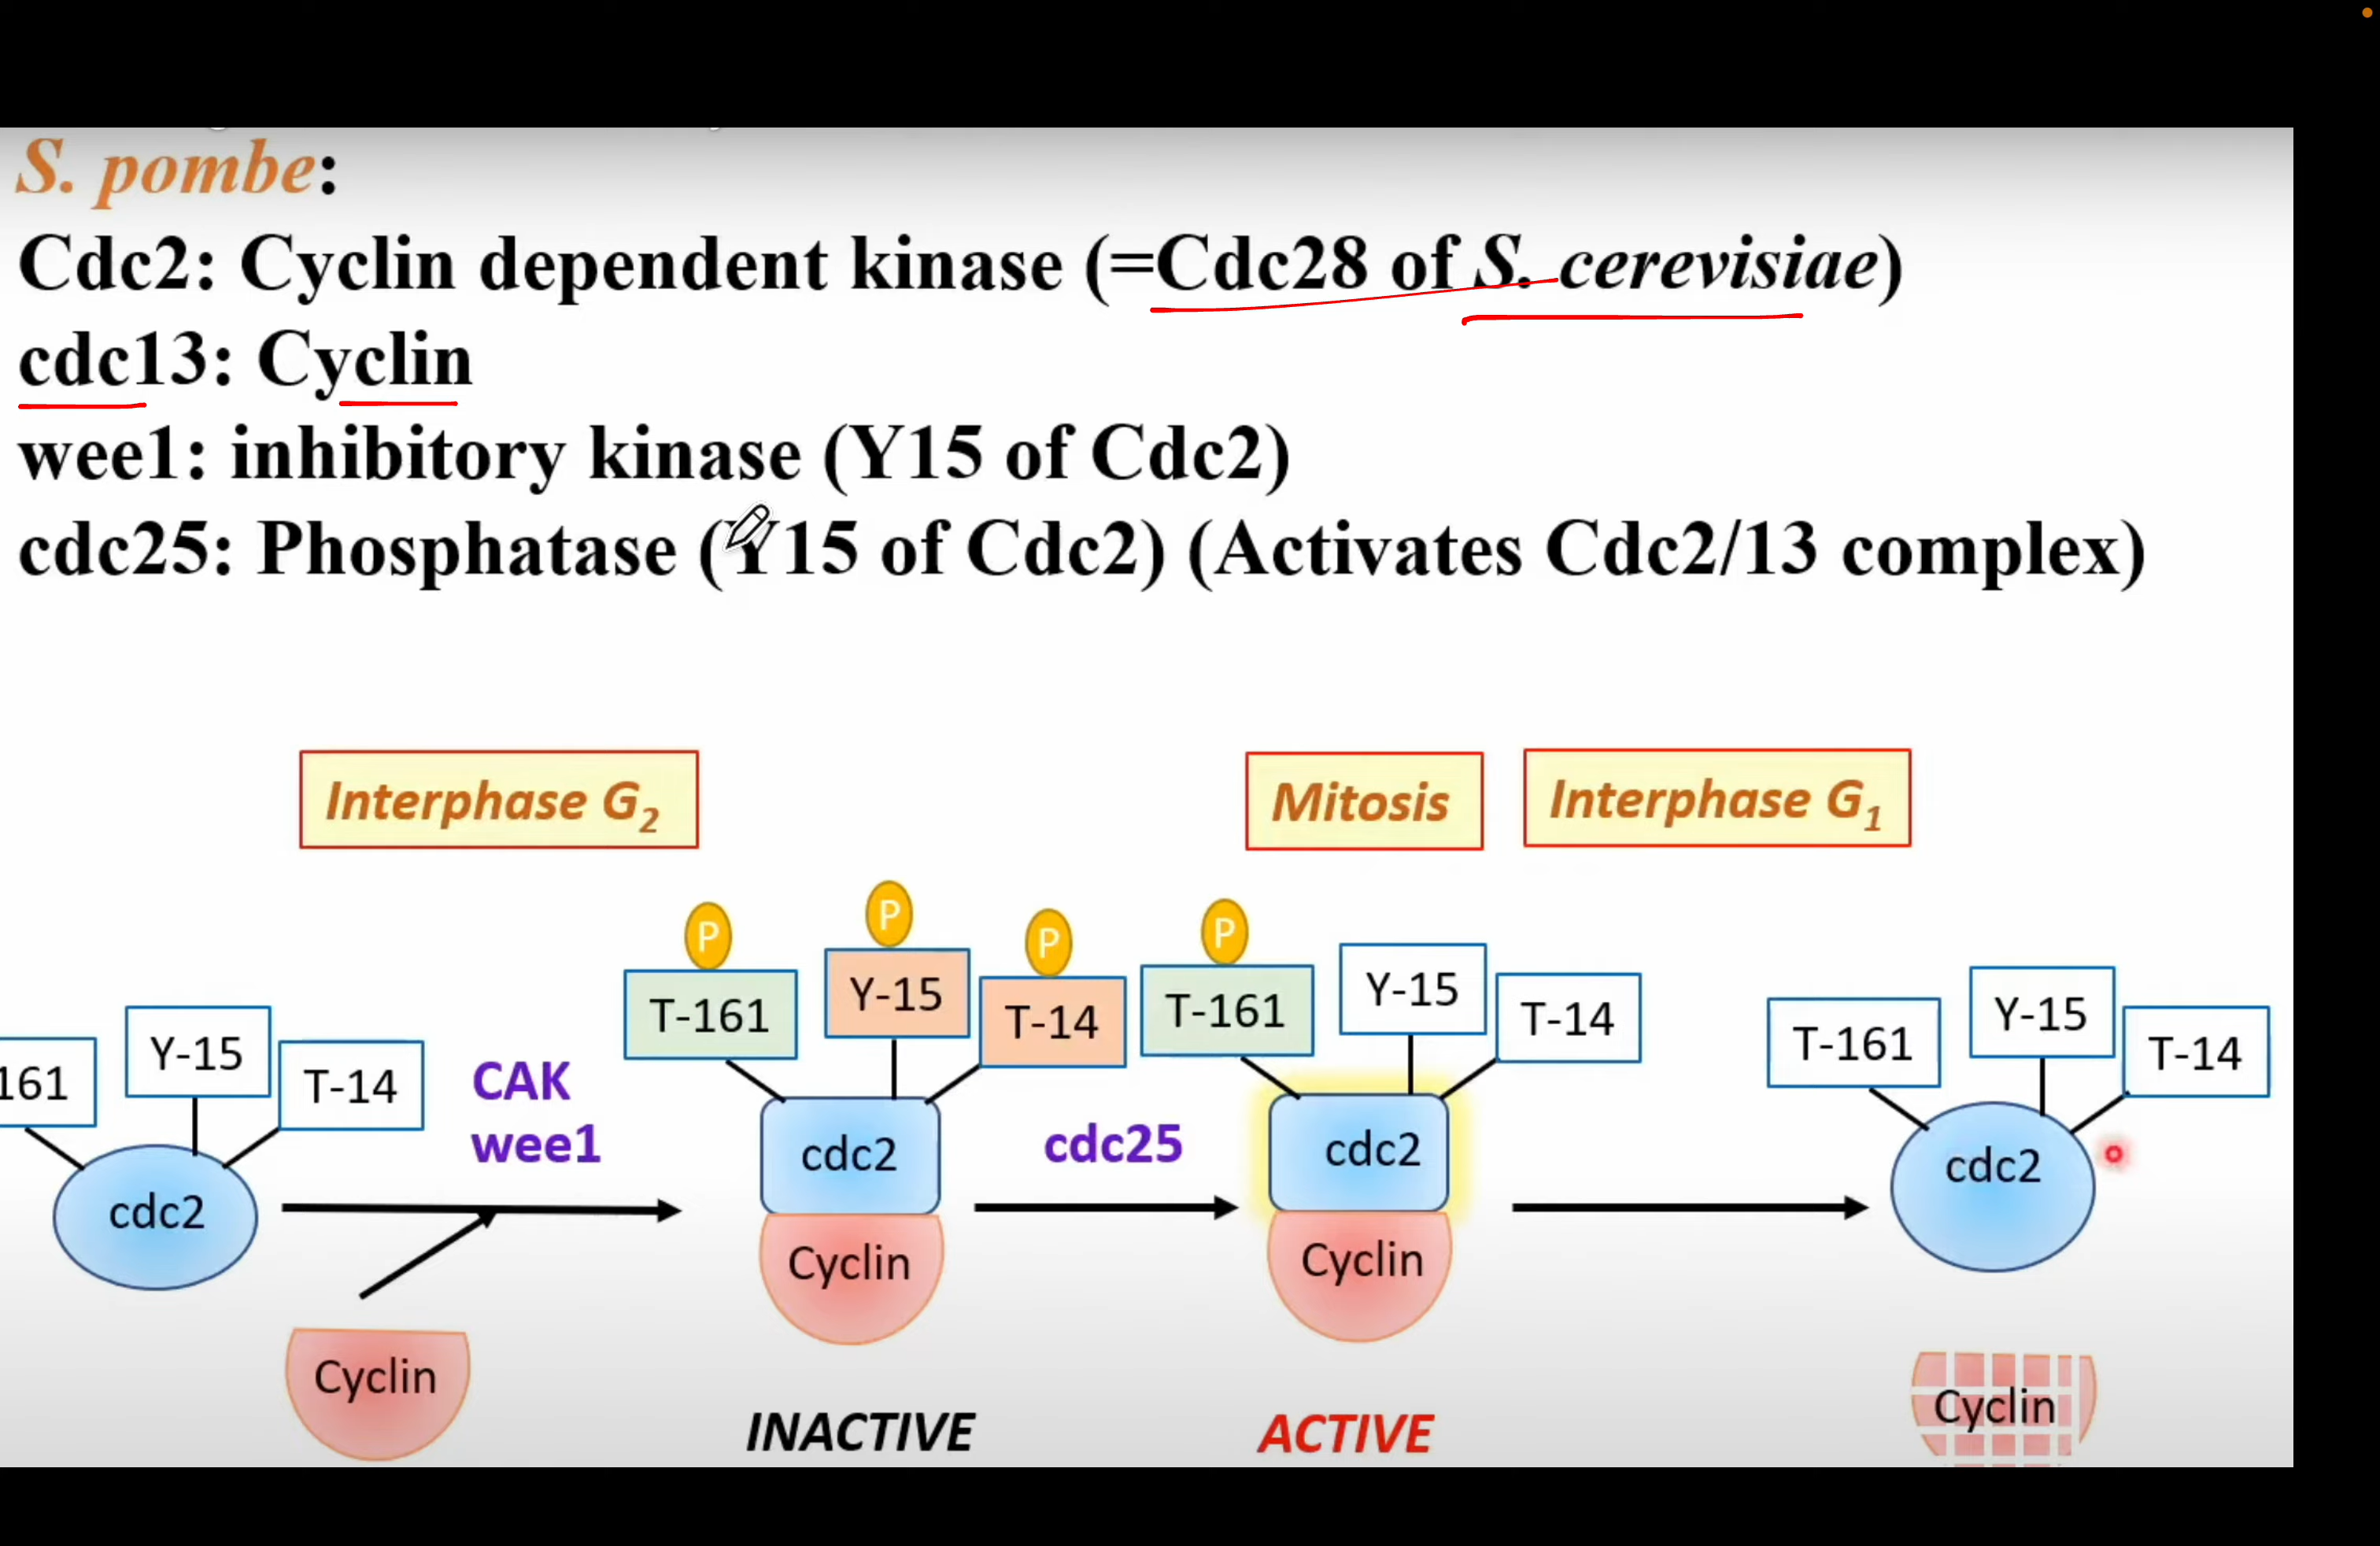 S. pombe:
Cdc2: Cyclin dependent kinase (=Cdc28 of S. cerevisiae)
cdc13: Cyclin
wee1: inhibitory kinase (Y15 of Cdc2)
cdc25: Phosphatase (Y15 of Cdc2) (Activates Cdc2/13 complex)
Interphase G2
Mitosis
Interphase G1
161
Y-15
T-14
cdc2
CAK
wee1
Cyclin
P
P
P
T-161
Y-15
T-14
cdc2
Cyclin
INACTIVE
cdc25
P
T-161
Y-15
T-14
cdc2
Cyclin
ACTIVE
T-161
Y-15
T-14
cdc2
Cyclin